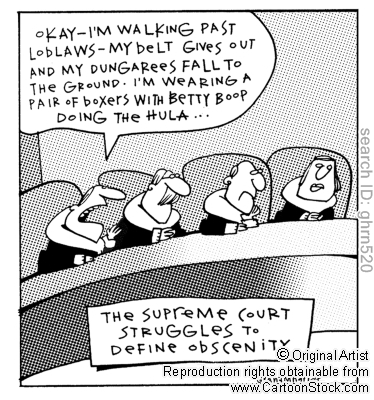 OKAY-I'M WALKING PAST
LOBLAWS-MY BELT GIVES OUT
AND MY DUNGAREES FALL TO
THE GROUND. I'M WEARING A
PAIR OF BOXERS WITH BETTY BOOP
DOING THE HULA...
search ID: ghrn520
THE SUPREME COURT
STRUGGLES TO
DEFINE OBSCENITY
© Original Artist
Reproduction rights obtainable from
www.CartoonStock.com